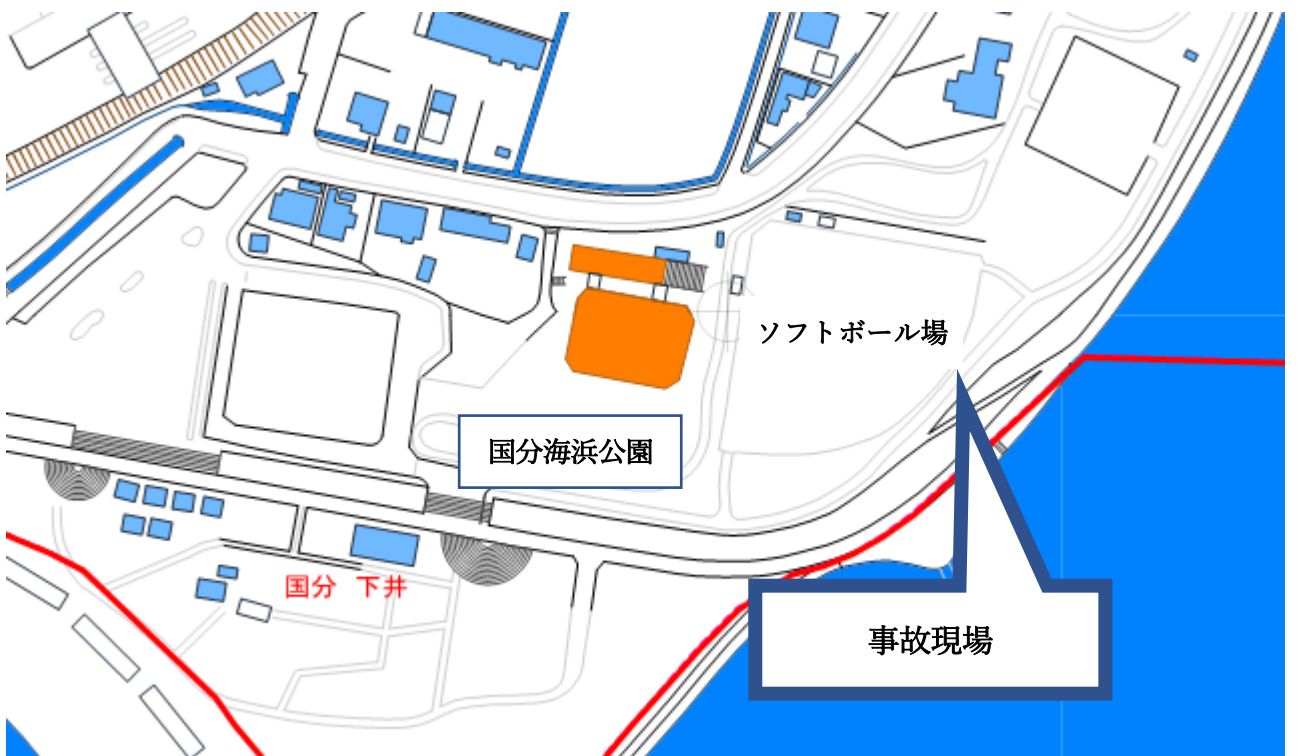 ソフトボール場
国分海浜公園
国分 下井
事故現場